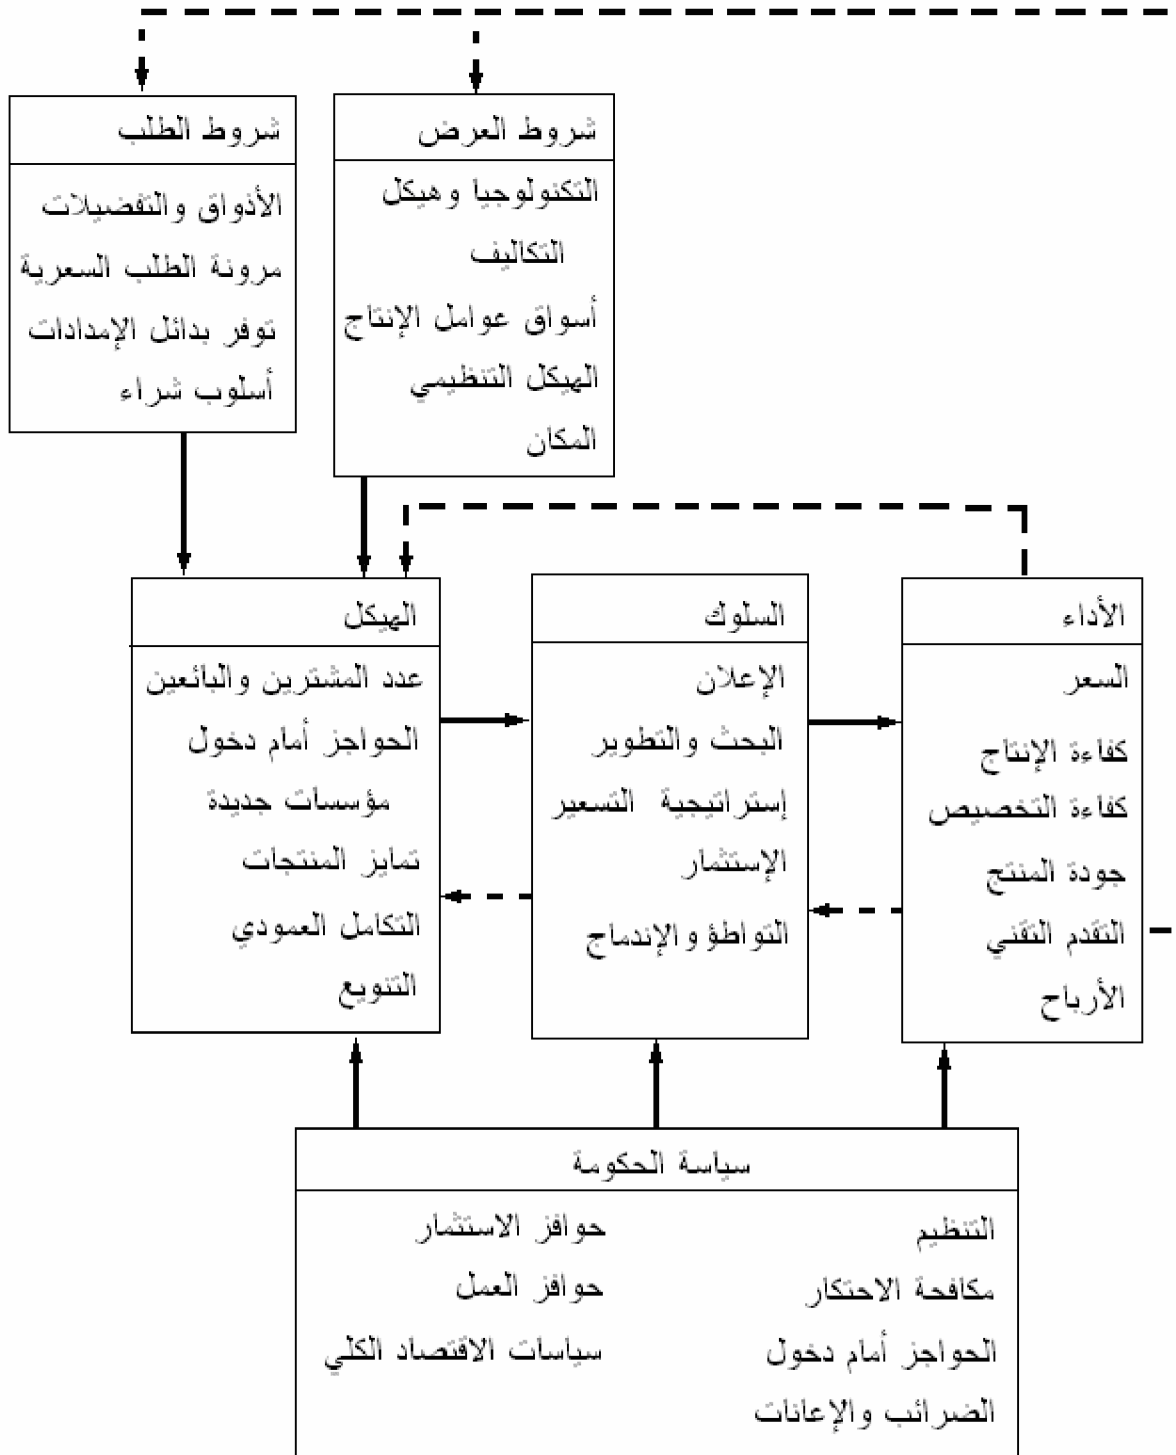 شروط العرض
التكنولوجيا وهيكل
التكاليف
أسواق عوامل الإنتاج
الهيكل التنظيمي
المكان
شروط الطلب
الأذواق والتفضيلات
مرونة الطلب السعرية
توفر بدائل الإمدادات
أسلوب شراء
الأداء
السعر
كفاءة الإنتاج
كفاءة التخصيص
جودة المنتج
التقدم التقني
الأرباح
السلوك
الإعلان
البحث والتطوير
إستراتيجية التسعير
الإستثمار
التواطؤ والإندماج
الهيكل
عدد المشترين والبائعين
الحواجز أمام دخول
مؤسسات جديدة
تمايز المنتجات
التكامل العمودي
التنويع
سياسة الحكومة
التنظيم
مكافحة الاحتكار
الحواجز أمام دخول
الضرائب والإعانات
حوافز الاستثمار
حوافز العمل
سياسات الاقتصاد الكلي